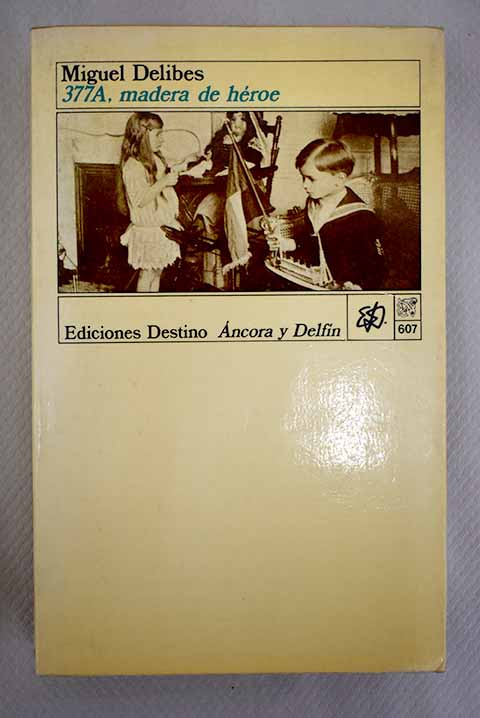 Miguel Delibes
377A, madera de héroe
Ediciones Destino Áncora y Delfín
607